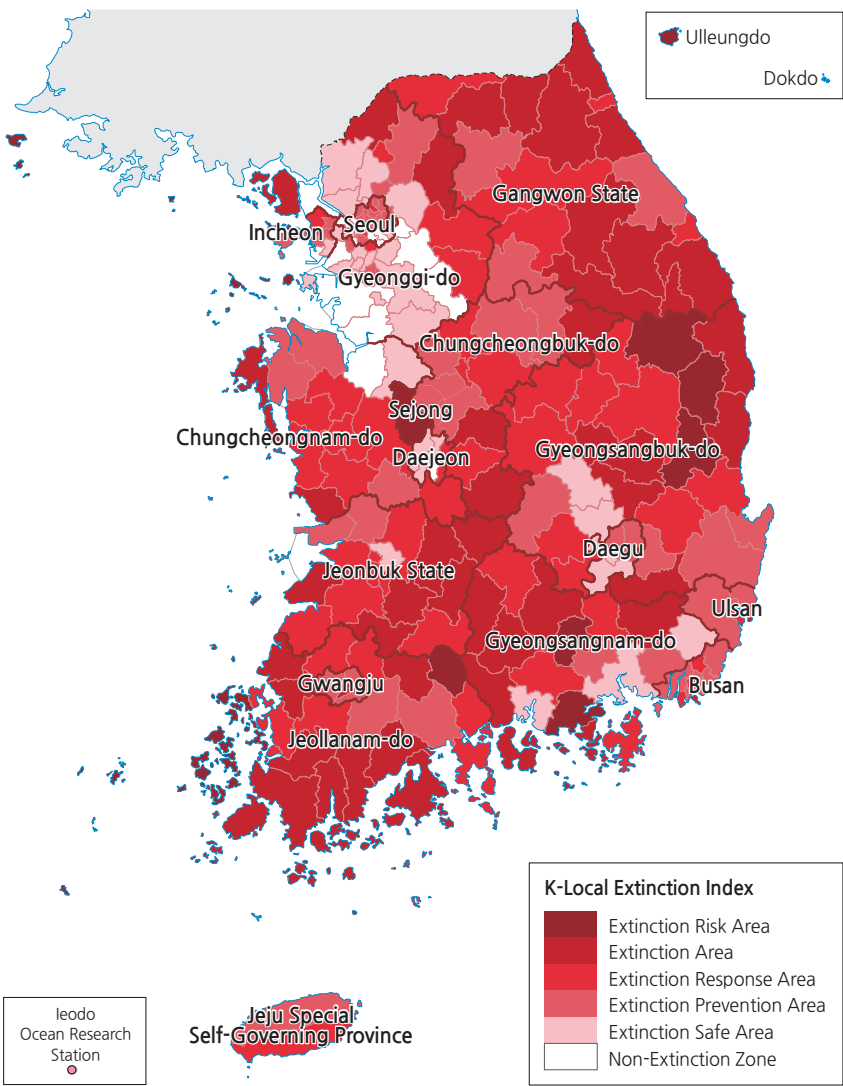 Ulleungdo
Dokdo
Gangwon State
Incheon
Seoul
Gyeonggi-do
Chungcheongbuk-do
Sejong
Chungcheongnam-do
Daejeon
Gyeongsangbuk-do
Daegu
Jeonbuk State
Ulsan
Gyeongsangnam-do
Gwangju
Busan
Jeollanam-do
K-Local Extinction Index
Extinction Risk Area
Extinction Area
Extinction Response Area
Extinction Prevention Area
Extinction Safe Area
Non-Extinction Zone
Jeju Special
Self-Governing Province
Ieodo
Ocean Research
Station